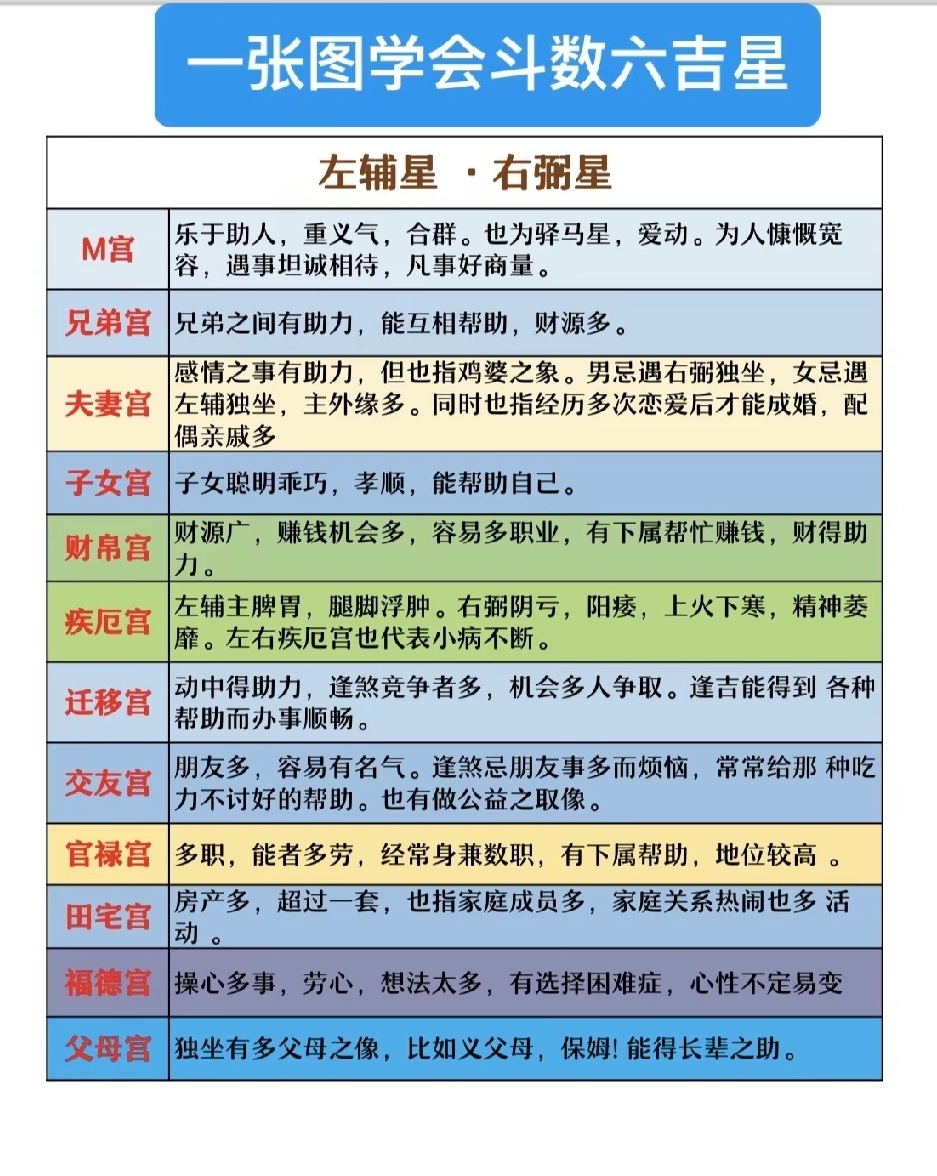 一张图学会斗数六吉星
左辅星 · 右弼星
M宫
乐于助人，重义气，合群。也为驿马星，爱动。为人慷慨宽
容，遇事坦诚相待，凡事好商量。
兄弟宫
兄弟之间有助力，能互相帮助，财源多。
夫妻宫
感情之事有助力，但也指鸡婆之象。男忌遇右弼独坐，女忌遇
左辅独坐，主外缘多。同时也指经历多次恋爱后才能成婚，配
偶亲戚多
子女宫
子女聪明乖巧，孝顺，能帮助自己。
财帛宫
财源广，赚钱机会多，容易多职业，有下属帮忙赚钱，财得助
力。
疾厄宫
左辅主脾胃，腿脚浮肿。右弼阴亏，阳痿，上火下寒，精神萎
靡。左右疾厄宫也代表小病不断。
迁移宫
动中得助力，逢煞竞争者多，机会多人争取。逢吉能得到 各种
帮助而办事顺畅。
交友宫
朋友多，容易有名气。逢煞忌朋友事多而烦恼，常常给那 种吃
力不讨好的帮助。也有做公益之取像。
官禄宫
多职，能者多劳，经常身兼数职，有下属帮助，地位较高 。
田宅宫
房产多，超过一套，也指家庭成员多，家庭关系热闹也多 活
动 。
福德宫
操心多事，劳心，想法太多，有选择困难症，心性不定易变
父母宫
独坐有多父母之像，比如义父母，保姆! 能得长辈之助。